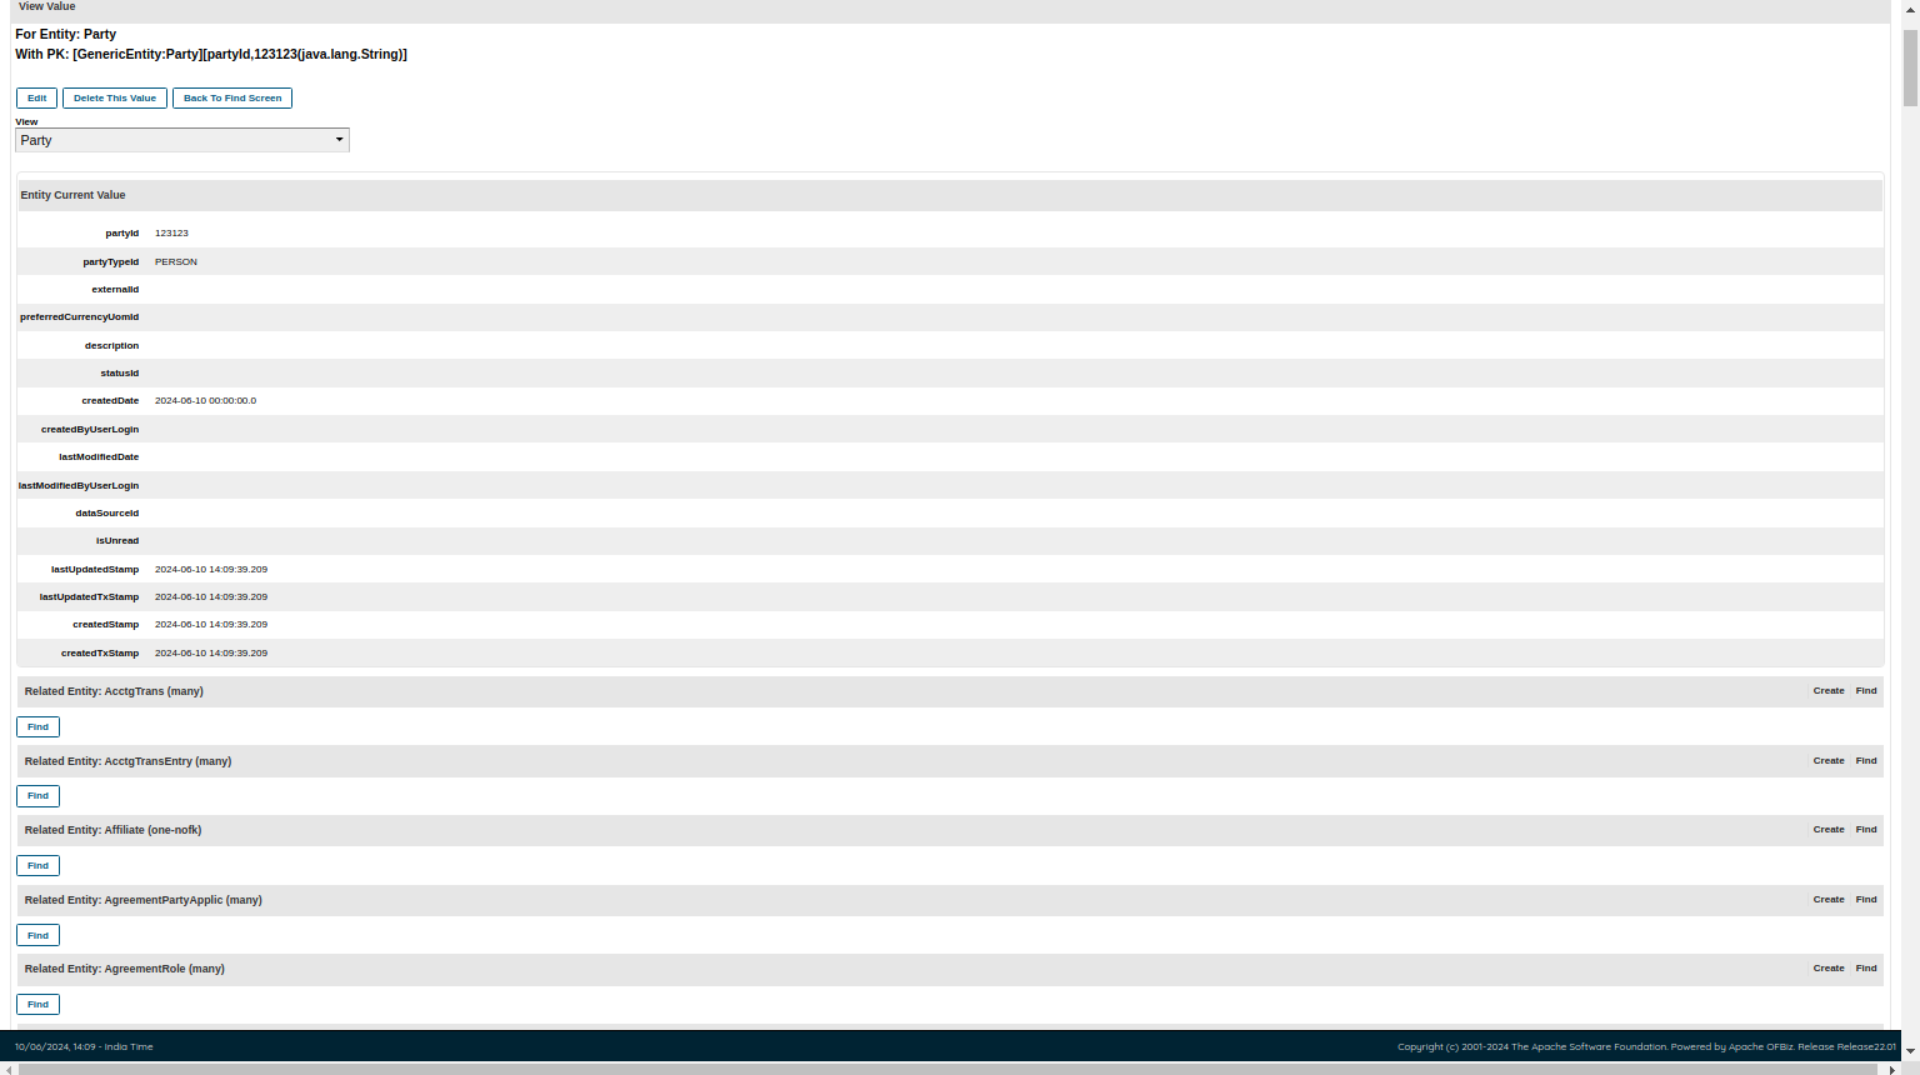 View Value
For Entity: Party
With PK: [GenericEntity:Party][partyId,123123(java.lang.String)]
Edit Delete This Value Back To Find Screen
View
Party
Entity Current Value
partyId 123123
partyTypeId PERSON
externalId
preferredCurrencyUomId
description
statusId
createdDate 2024-06-10 00:00:00.0
createdByUserLogin
lastModifiedDate
lastModifiedByUserLogin
dataSourceId
isUnread
lastUpdatedStamp 2024-06-10 14:09:39.209
lastUpdatedTxStamp 2024-06-10 14:09:39.209
createdStamp 2024-06-10 14:09:39.209
createdTxStamp 2024-06-10 14:09:39.209
Related Entity: AcctgTrans (many) Create Find
Find
Related Entity: AcctgTransEntry (many) Create Find
Find
Related Entity: Affiliate (one-nofk) Create Find
Find
Related Entity: AgreementPartyApplic (many) Create Find
Find
Related Entity: AgreementRole (many) Create Find
Find
10/06/2024, 14:09 - India Time Copyright (c) 2001-2024 The Apache Software Foundation. Powered by Apache OFBiz. Release Release22.01